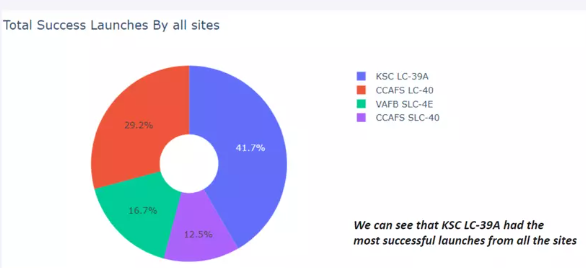 Total Success Launches By all sites
KSC LC-39A
CCAFS LC-40
VAFB SLC-4E
CCAFS SLC-40
29.2%
41.7%
16.7%
12.5%
We can see that KSC LC-39A had the
most successful launches from all the sites